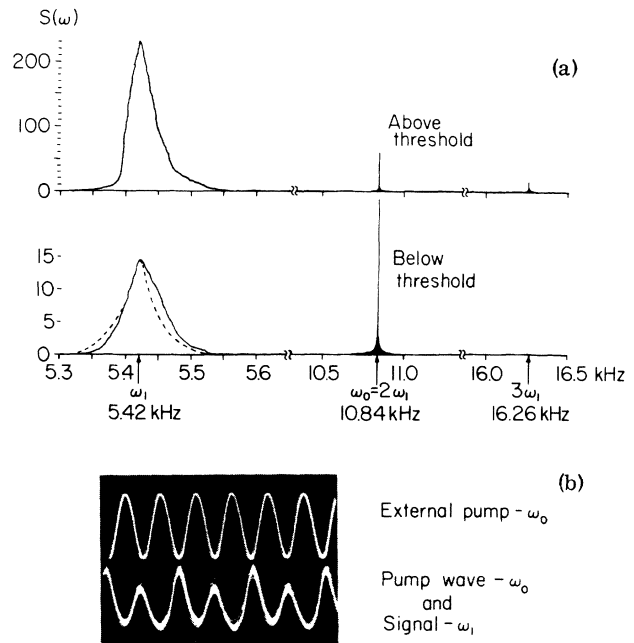 S(ω)
(a)
200
100
0
Above
threshold
15
10
5
0
Below
threshold
5.3 5.4 5.5 5.6 10.5 11.0 16.0 16.5 kHz
ω₁
5.42 kHz
ω₀=2ω₁
10.84 kHz
3ω₁
16.26 kHz
(b)
External pump-ω₀
Pump wave-ω₀
and
Signal-ω₁